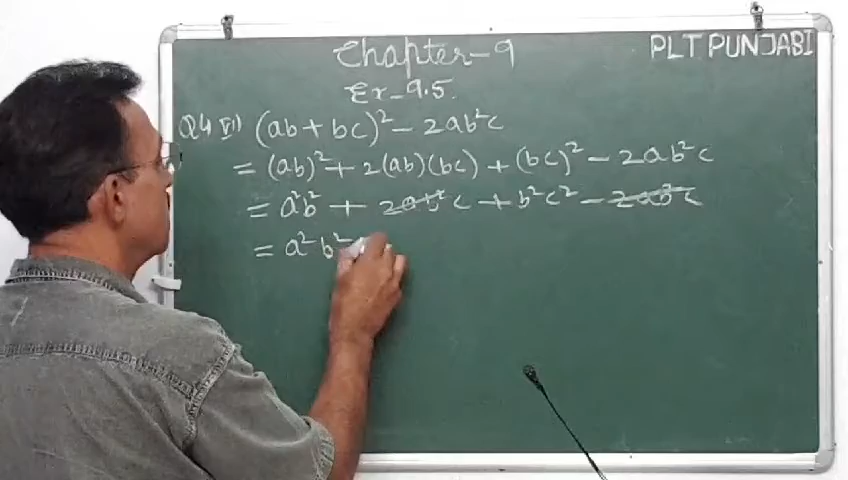 Chapter-9
PLT PUNJABI
Ex-9.5.
Q4 vi) (ab+bc)² - 2ab²c
= (ab)² + 2(ab)(bc) + (bc)² - 2ab²c
= a²b² + 2ab²c + b²c² - 2ab²c
= a²b²